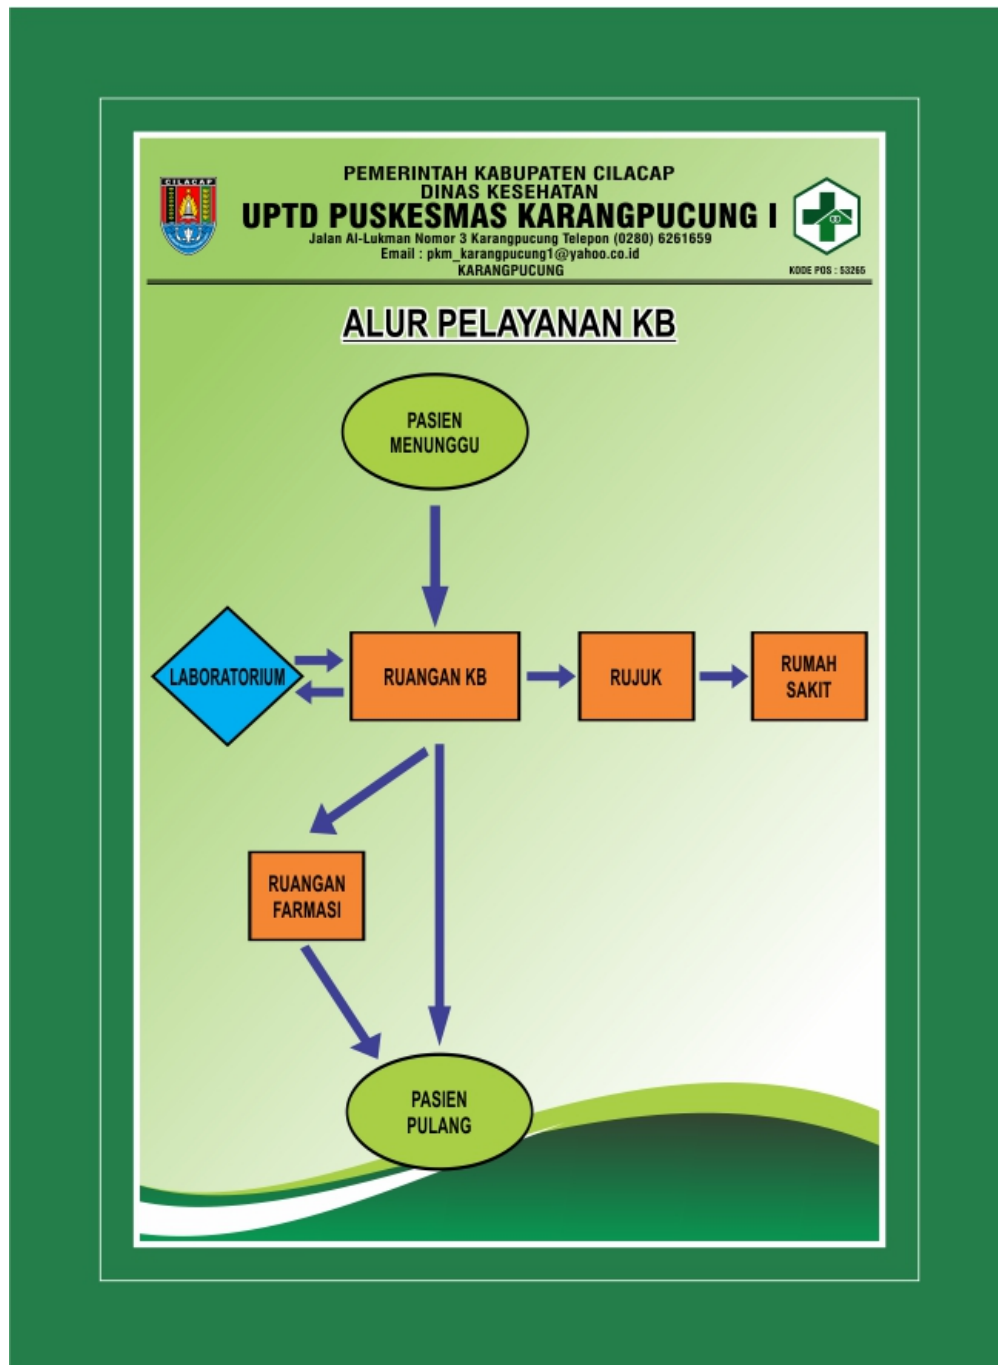 CILACAP
PEMERINTAH KABUPATEN CILACAP
DINAS KESEHATAN
UPTD PUSKESMAS KARANGPUCUNG I
Jalan Al-Lukman Nomor 3 Karangpucung Telepon (0280) 6261659
Email : pkm_karangpucung1@yahoo.co.id
KARANGPUCUNG
KODE POS : 53265
ALUR PELAYANAN KB
PASIEN
MENUNGGU
LABORATORIUM
RUANGAN KB
RUJUK
RUMAH
SAKIT
RUANGAN
FARMASI
PASIEN
PULANG